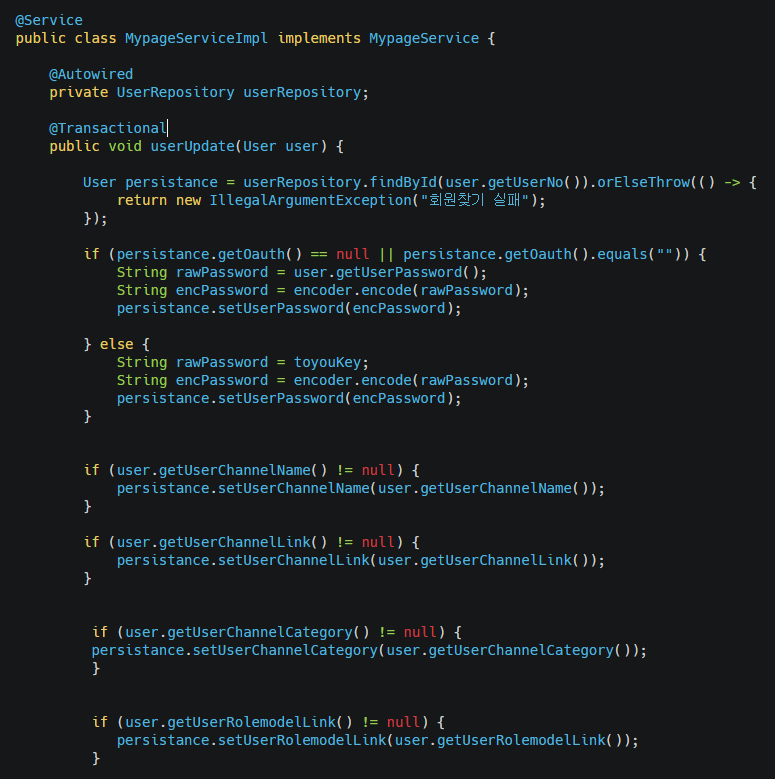 @Service
public class MypageServiceImpl implements MypageService {
@Autowired
private UserRepository userRepository;
@Transactional
public void userUpdate(User user) {
User persistance = userRepository.findById(user.getUserNo()).orElseThrow(() -> {
return new IllegalArgumentException("회원찾기 실패");
});
if (persistance.getOauth() == null || persistance.getOauth().equals("")) {
String rawPassword = user.getUserPassword();
String encPassword = encoder.encode(rawPassword);
persistance.setUserPassword(encPassword);
} else {
String rawPassword = toyouKey;
String encPassword = encoder.encode(rawPassword);
persistance.setUserPassword(encPassword);
}
if (user.getUserChannelName() != null) {
persistance.setUserChannelName(user.getUserChannelName());
}
if (user.getUserChannelLink() != null) {
persistance.setUserChannelLink(user.getUserChannelLink());
}
if (user.getUserChannelCategory() != null) {
persistance.setUserChannelCategory(user.getUserChannelCategory());
}
if (user.getUserRolemodelLink() != null) {
persistance.setUserRolemodelLink(user.getUserRolemodelLink());
}